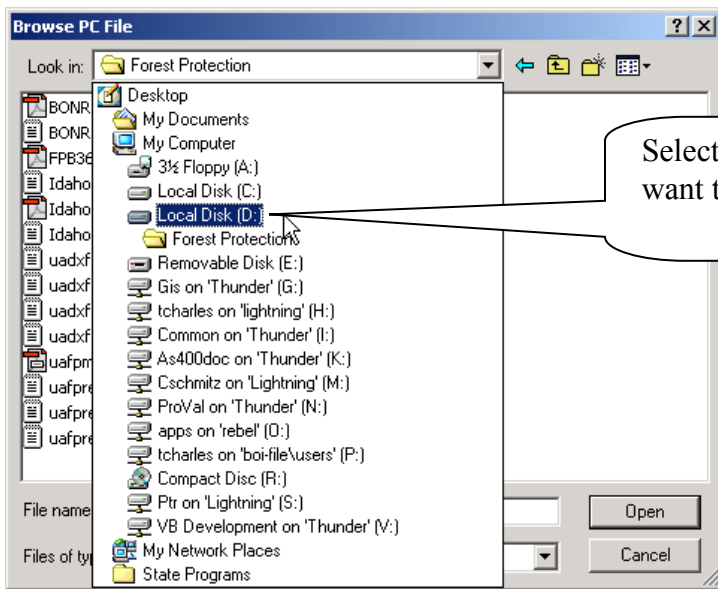 Browse PC File
Look in: Forest Protection
Desktop
My Documents
My Computer
3½ Floppy (A:)
Local Disk (C:)
Local Disk (D:)
Forest Protection
Removable Disk (E:)
Gis on 'Thunder' (G:)
tcharles on 'lightning' (H:)
Common on 'Thunder' (I:)
As400doc on 'Thunder' (K:)
Cschmitz on 'Lightning' (M:)
ProVal on 'Thunder' (N:)
apps on 'rebel' (O:)
tcharles on 'boi-file\users' (P:)
Compact Disc (R:)
Ptr on 'Lightning' (S:)
VB Development on 'Thunder' (V:)
My Network Places
State Programs
BONR
BONR
FPB36
Idaho
Idaho
Idaho
uadxf
uadxf
uadxf
uafpm
uafpre
uafpre
uafpre
Select
want t
File name
Open
Files of ty
Cancel